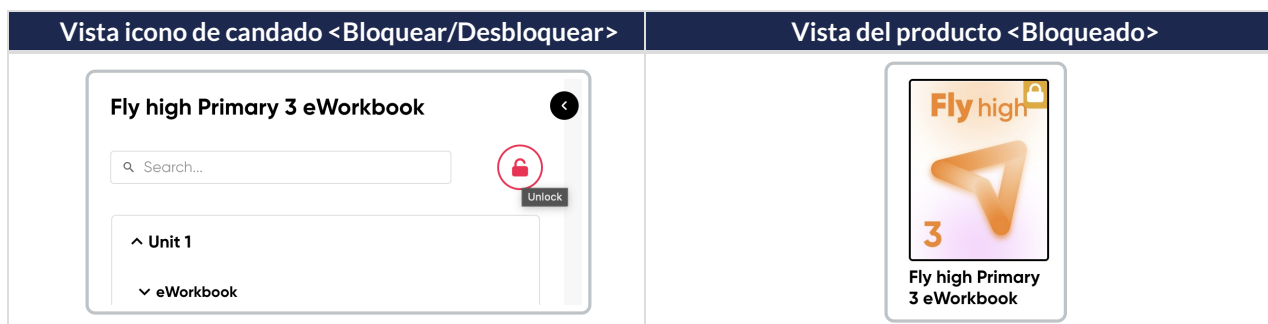 Vista icono de candado <Bloquear/Desbloquear>
Vista del producto <Bloqueado>
Fly high Primary 3 eWorkbook
Search...
Unlock
Unit 1
eWorkbook
Fly high
3
Fly high Primary
3 eWorkbook